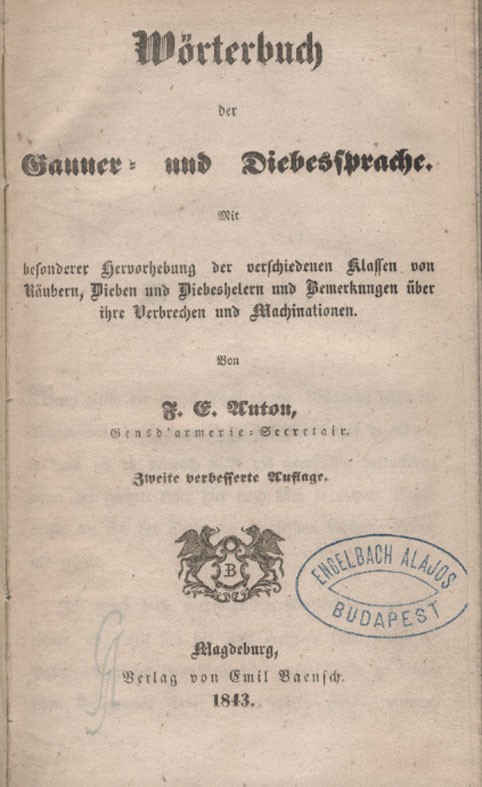 Wörterbuch
der
Gauner- und Diebessprache.
Mit
besonderer Hervorhebung der verschiedenen Klassen von
Räubern, Dieben und Diebeshelern und Bemerkungen über
ihre Verbrechen und Machinationen.
Von
F. E. Anton,
Gensd'armerie-Secretair.
Zweite verbesserte Auflage.
B
ENGELBACH ALAJOS
BUDAPEST
Magdeburg,
Verlag von Emil Baensch.
1843.